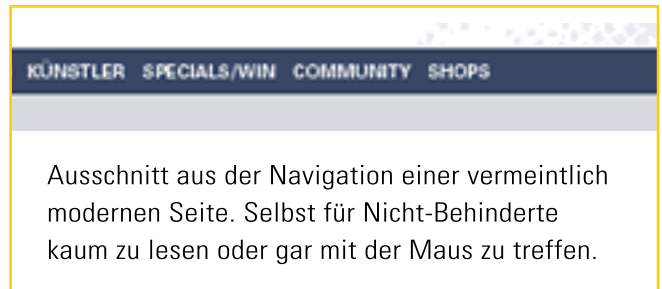 KÜNSTLER SPECIALS/WIN COMMUNITY SHOPS
Ausschnitt aus der Navigation einer vermeintlich
modernen Seite. Selbst für Nicht-Behinderte
kaum zu lesen oder gar mit der Maus zu treffen.